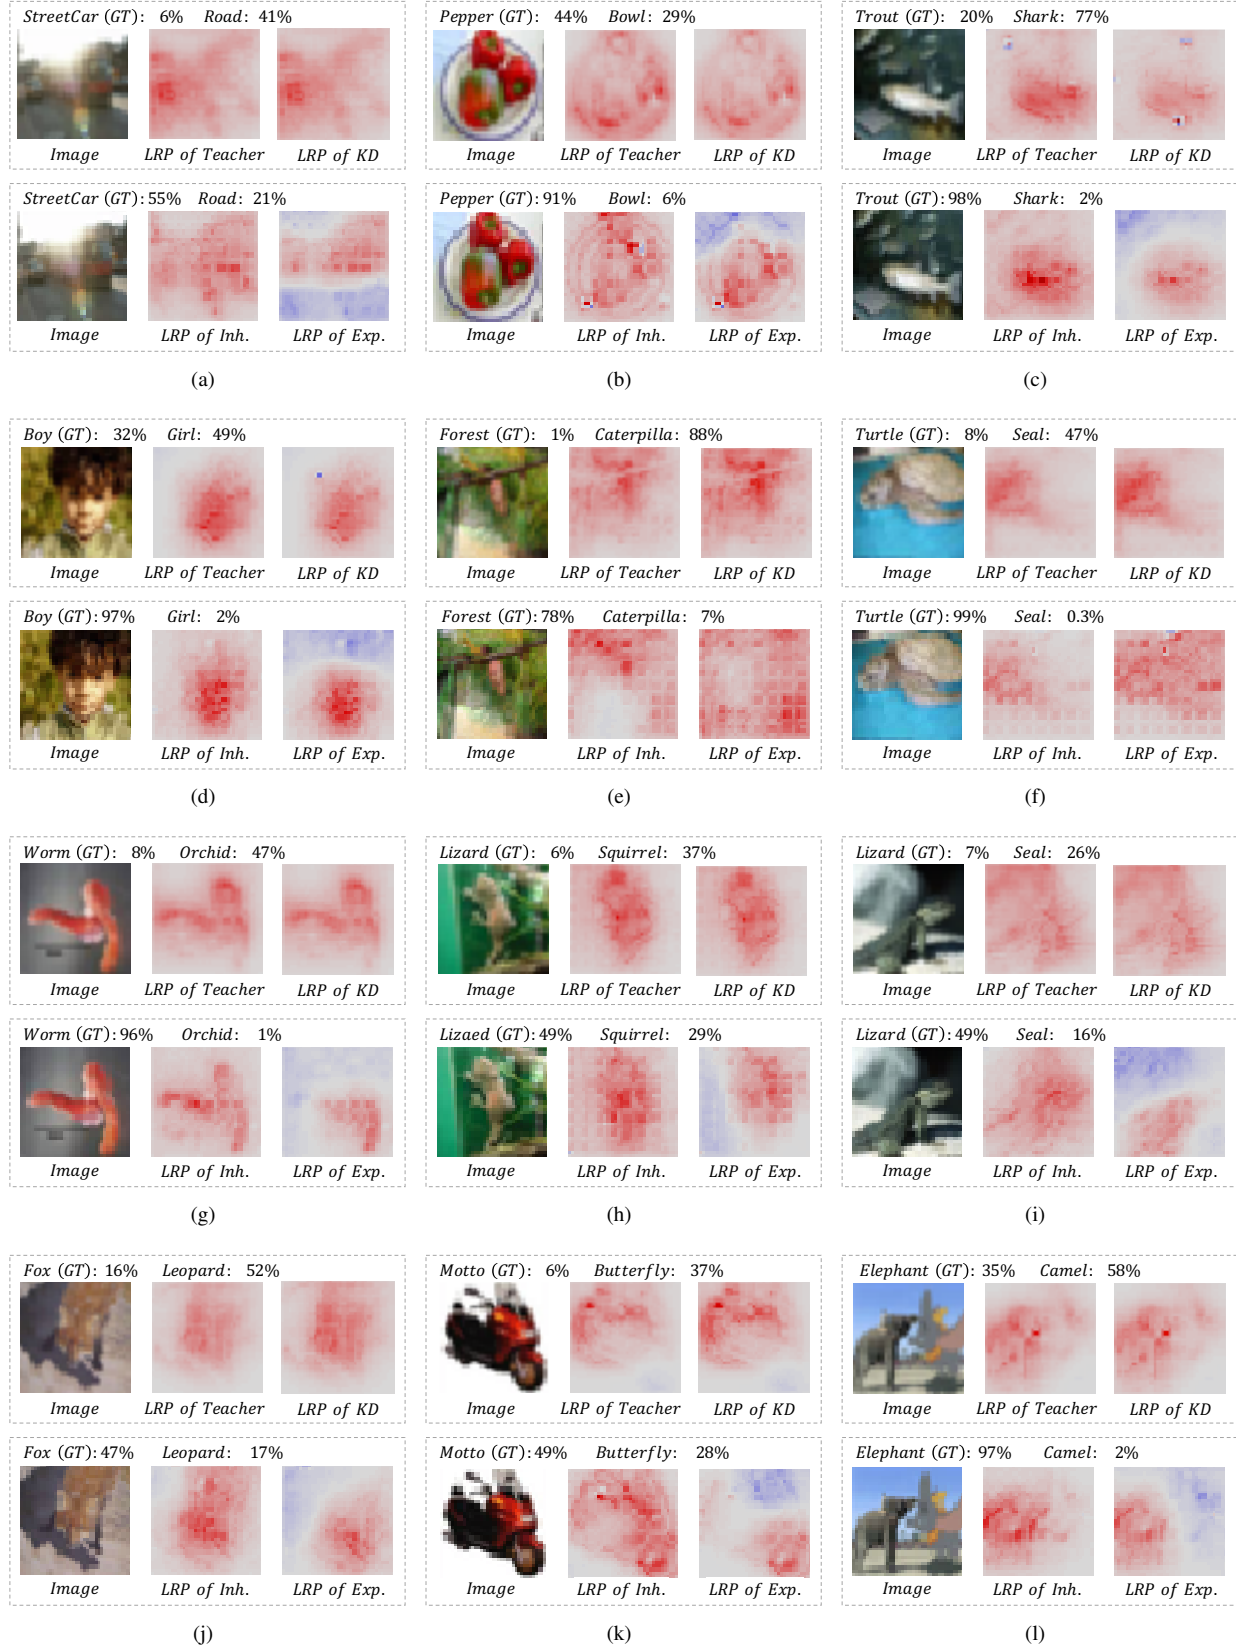 StreetCar (GT): 6% Road: 41%
Image LRP of Teacher LRP of KD
StreetCar (GT): 55% Road: 21%
Image LRP of Inh. LRP of Exp.
(a)
Pepper (GT): 44% Bowl: 29%
Image LRP of Teacher LRP of KD
Pepper (GT): 91% Bowl: 6%
Image LRP of Inh. LRP of Exp.
(b)
Trout (GT): 20% Shark: 77%
Image LRP of Teacher LRP of KD
Trout (GT): 98% Shark: 2%
Image LRP of Inh. LRP of Exp.
(c)
Boy (GT): 32% Girl: 49%
Image LRP of Teacher LRP of KD
Boy (GT): 97% Girl: 2%
Image LRP of Inh. LRP of Exp.
(d)
Forest (GT): 1% Caterpilla: 88%
Image LRP of Teacher LRP of KD
Forest (GT): 78% Caterpilla: 7%
Image LRP of Inh. LRP of Exp.
(e)
Turtle (GT): 8% Seal: 47%
Image LRP of Teacher LRP of KD
Turtle (GT): 99% Seal: 0.3%
Image LRP of Inh. LRP of Exp.
(f)
Worm (GT): 8% Orchid: 47%
Image LRP of Teacher LRP of KD
Worm (GT): 96% Orchid: 1%
Image LRP of Inh. LRP of Exp.
(g)
Lizard (GT): 6% Squirrel: 37%
Image LRP of Teacher LRP of KD
Lizaed (GT): 49% Squirrel: 29%
Image LRP of Inh. LRP of Exp.
(h)
Lizard (GT): 7% Seal: 26%
Image LRP of Teacher LRP of KD
Lizard (GT): 49% Seal: 16%
Image LRP of Inh. LRP of Exp.
(i)
Fox (GT): 16% Leopard: 52%
Image LRP of Teacher LRP of KD
Fox (GT): 47% Leopard: 17%
Image LRP of Inh. LRP of Exp.
(j)
Motto (GT): 6% Butterfly: 37%
Image LRP of Teacher LRP of KD
Motto (GT): 49% Butterfly: 28%
Image LRP of Inh. LRP of Exp.
(k)
Elephant (GT): 35% Camel: 58%
Image LRP of Teacher LRP of KD
Elephant (GT): 97% Camel: 2%
Image LRP of Inh. LRP of Exp.
(l)